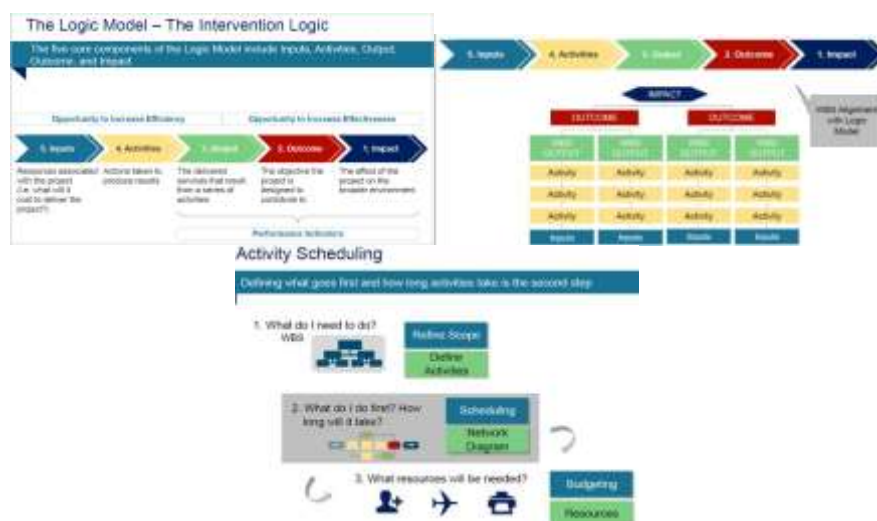 The Logic Model – The Intervention Logic
The five core components of the Logic Model include Inputs, Activities, Output,
Outcome, and Impact
Opportunity to Increase Efficiency
Opportunity to Increase Effectiveness
5. Inputs
4. Activities
3. Output
2. Outcome
1. Impact
Resources associated
with the project
(i.e. what will it
cost to deliver the
project?)
Actions taken to
produce results
The delivered
services that result
from a series of
activities
The objective the
project is
designed to
contribute to
The effect of the
project on the
broader environment
Performance Indicators
5. Inputs
4. Activities
3. Output
2. Outcome
1. Impact
IMPACT
OUTCOME
OUTCOME
WBS Alignment
with Logic
Model
OUTPUT
OUTPUT
OUTPUT
OUTPUT
Activity
Activity
Activity
Activity
Activity
Activity
Activity
Activity
Activity
Activity
Activity
Activity
Inputs
Inputs
Inputs
Inputs
Activity Scheduling
Defining what goes first and how long activities take is the second step
1. What do I need to do?
WBS
Refine Scope
Define
Activities
2. What do I do first? How
long will it take?
Scheduling
Network
Diagram
3. What resources will be needed?
Budgeting
Resources